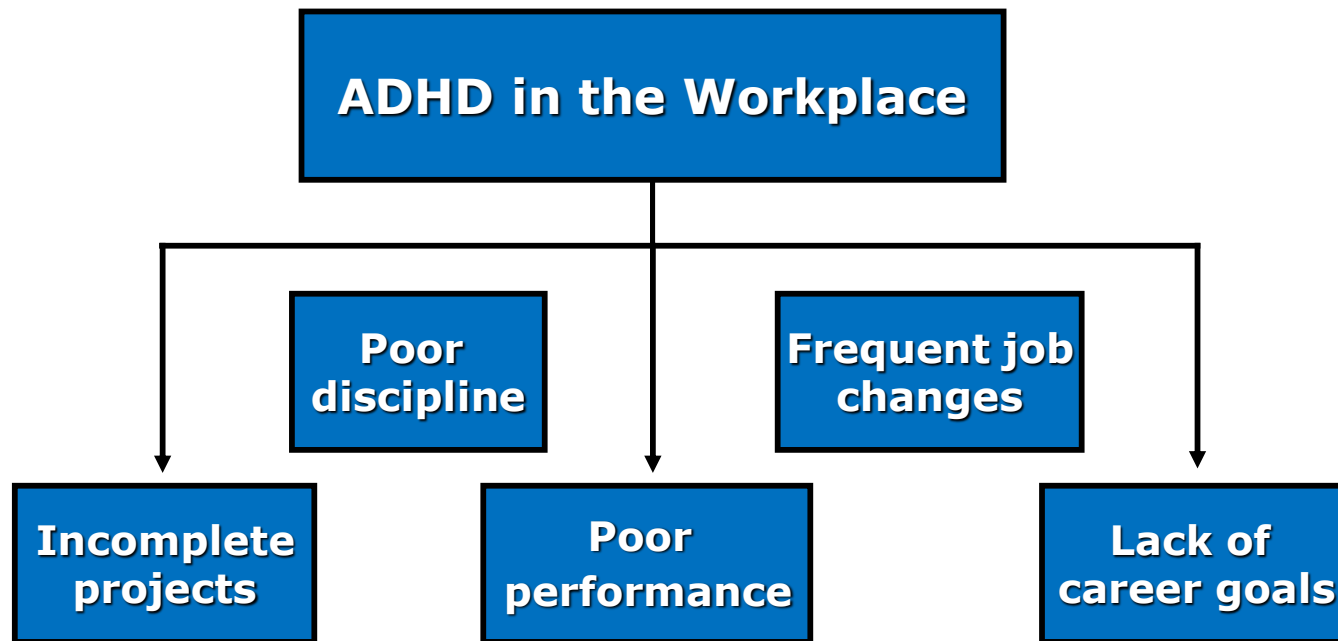 ADHD in the Workplace
Poor
discipline
Frequent job
changes
Incomplete
projects
Poor
performance
Lack of
career goals